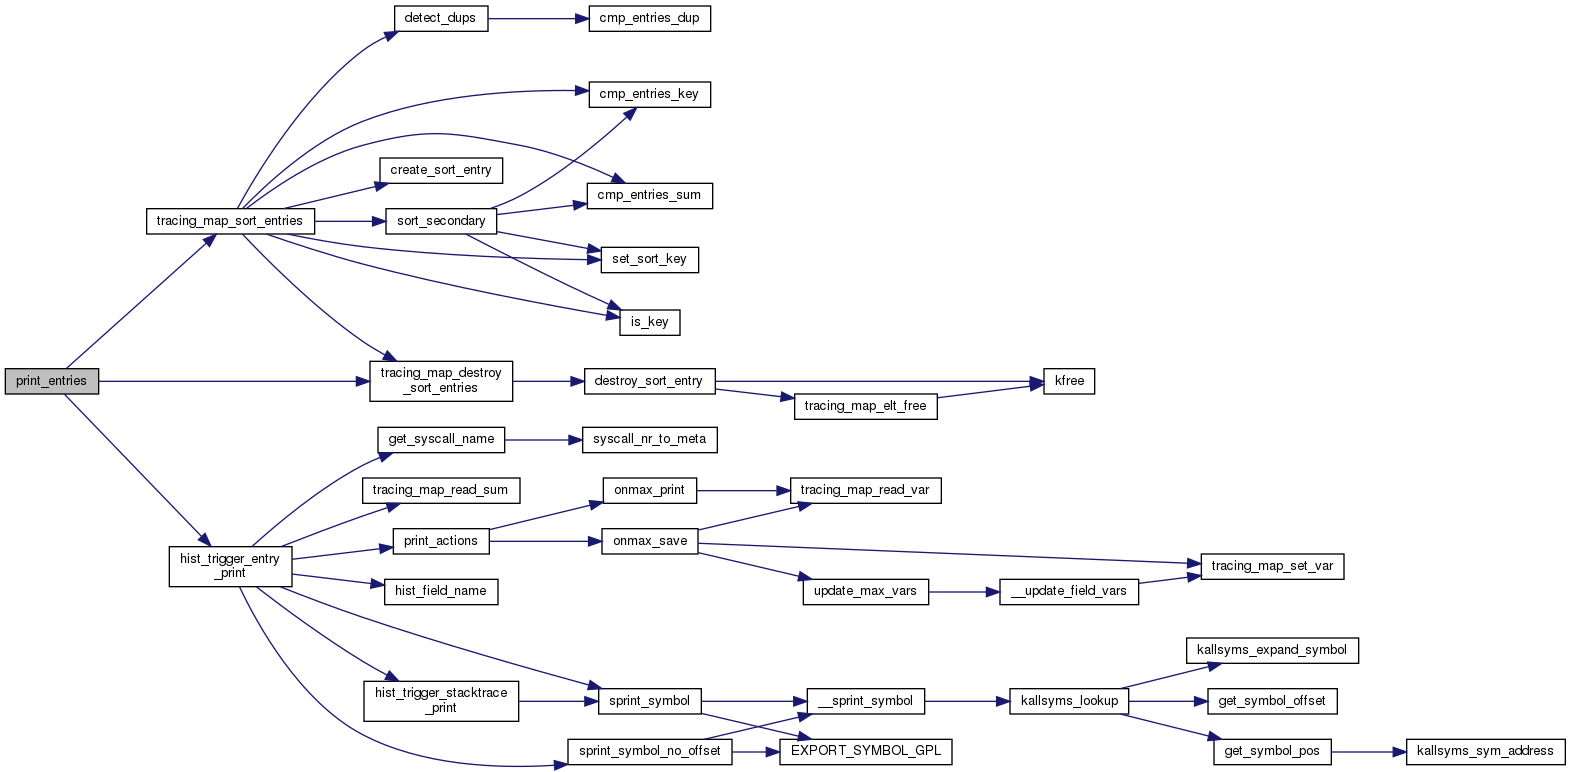 detect_dups
cmp_entries_dup
cmp_entries_key
create_sort_entry
cmp_entries_sum
tracing_map_sort_entries
sort_secondary
set_sort_key
is_key
print_entries
tracing_map_destroy
_sort_entries
destroy_sort_entry
kfree
tracing_map_elt_free
get_syscall_name
syscall_nr_to_meta
tracing_map_read_sum
onmax_print
tracing_map_read_var
print_actions
onmax_save
hist_trigger_entry
_print
tracing_map_set_var
hist_field_name
update_max_vars
__update_field_vars
kallsyms_expand_symbol
hist_trigger_stacktrace
_print
sprint_symbol
__sprint_symbol
kallsyms_lookup
get_symbol_offset
sprint_symbol_no_offset
EXPORT_SYMBOL_GPL
get_symbol_pos
kallsyms_sym_address